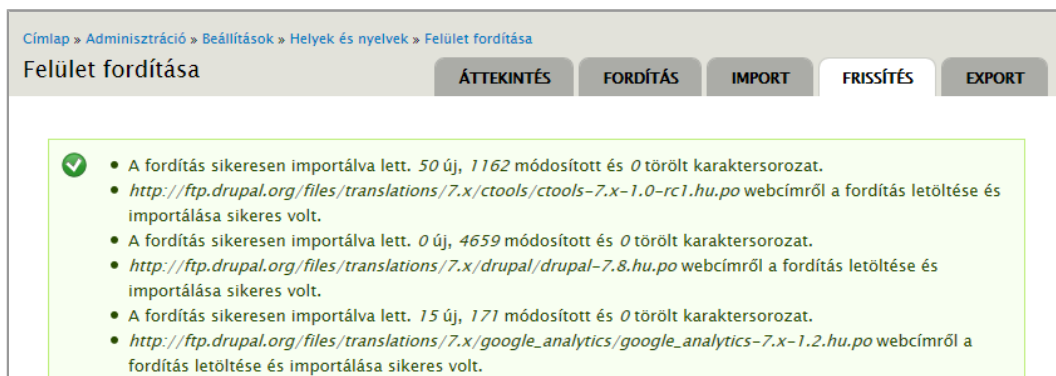 Címlap » Adminisztráció » Beállítások » Helyek és nyelvek » Felület fordítása
Felület fordítása
ÁTTEKINTÉS FORDÍTÁS IMPORT FRISSÍTÉS EXPORT
• A fordítás sikeresen importálva lett. 50 új, 1162 módosított és 0 törölt karaktersorozat.
• http://ftp.drupal.org/files/translations/7.x/ctools/ctools-7.x-1.0-rc1.hu.po webcímről a fordítás letöltése és
importálása sikeres volt.
• A fordítás sikeresen importálva lett. 0 új, 4659 módosított és 0 törölt karaktersorozat.
• http://ftp.drupal.org/files/translations/7.x/drupal/drupal-7.8.hu.po webcímről a fordítás letöltése és
importálása sikeres volt.
• A fordítás sikeresen importálva lett. 15 új, 171 módosított és 0 törölt karaktersorozat.
• http://ftp.drupal.org/files/translations/7.x/google_analytics/google_analytics-7.x-1.2.hu.po webcímről a
fordítás letöltése és importálása sikeres volt.